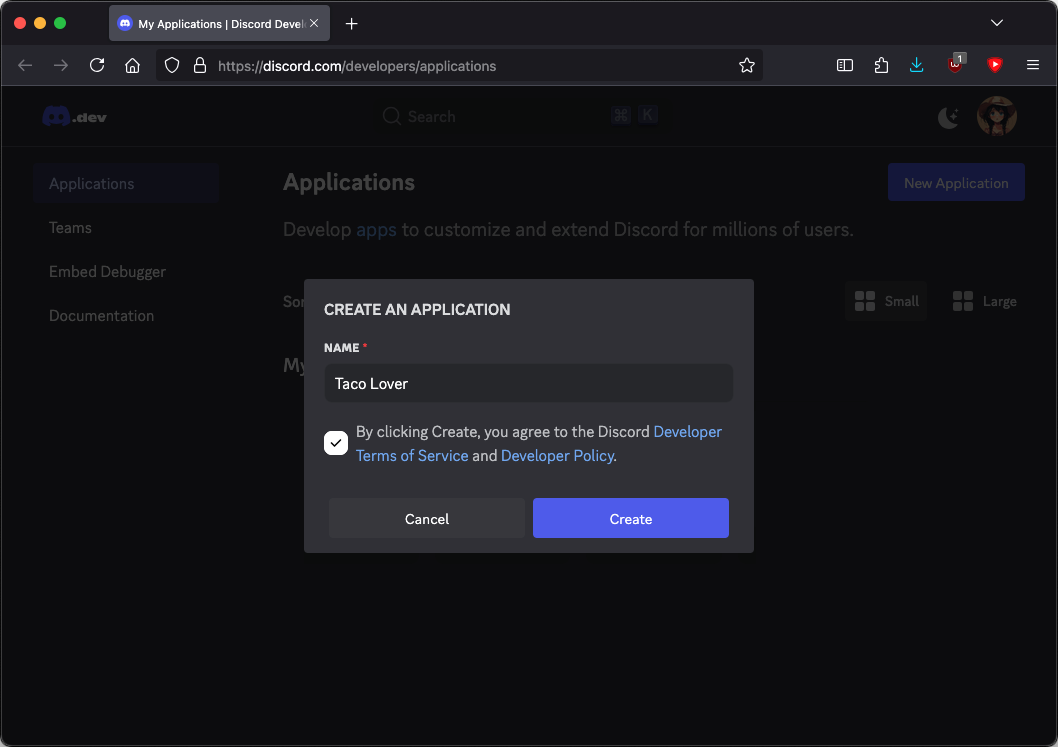 My Applications | Discord Devel
https://discord.com/developers/applications
1
.dev
Search
⌘ K
Applications
Teams
Embed Debugger
Documentation
Applications
New Application
Develop apps to customize and extend Discord for millions of users.
Sor
Small
Large
My
CREATE AN APPLICATION
NAME *
Taco Lover
By clicking Create, you agree to the Discord Developer
Terms of Service and Developer Policy.
Cancel
Create